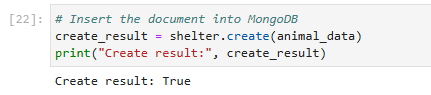 [22]: # Insert the document into MongoDB
create_result = shelter.create(animal_data)
print("Create result:", create_result)
Create result: True